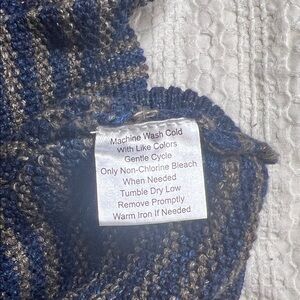 Machine Wash Cold
With Like Colors
Gentle Cycle
Only Non-Chlorine Bleach
When Needed
Tumble Dry Low
Remove Promptly
Warm Iron If Needed